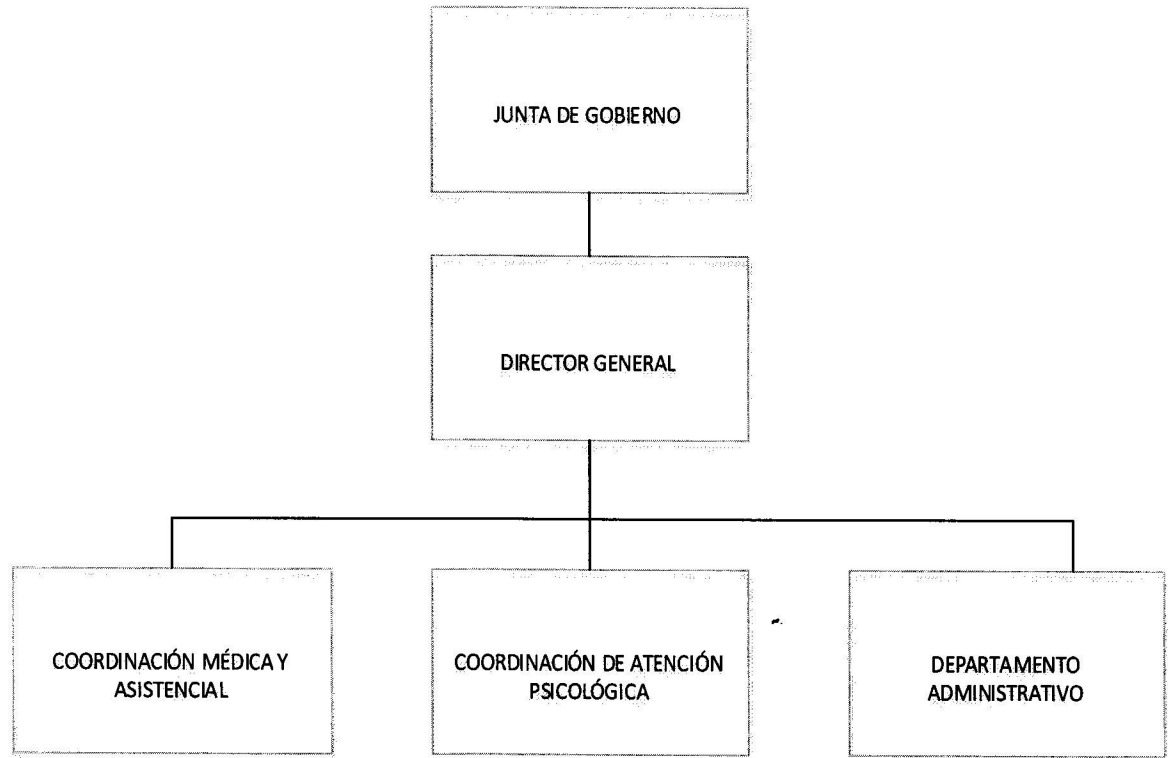 JUNTA DE GOBIERNO
DIRECTOR GENERAL
COORDINACIÓN MÉDICA Y
ASISTENCIAL
COORDINACIÓN DE ATENCIÓN
PSICOLÓGICA
DEPARTAMENTO
ADMINISTRATIVO